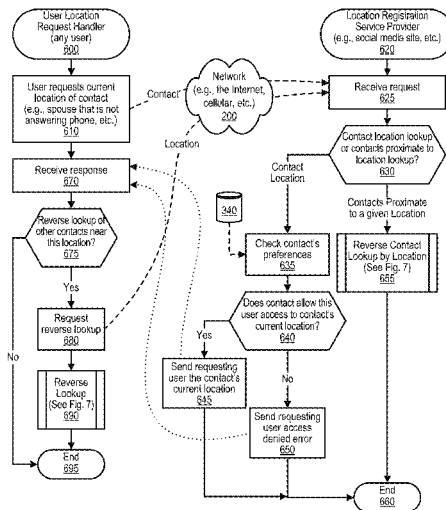 User Location
Request Handler
(any user)
600
User requests current
location of contact
(e.g., spouse that is not
answering phone, etc.)
610
Receive response
670
Reverse lookup of
other contacts near
this location?
675
Yes
No
Request
reverse lookup
680
Reverse
Lookup
(See Fig. 7)
690
End
695
Contact
Network
(e.g., the Internet,
cellular, etc.)
200
Location
Location Registration
Service Provider
(e.g., social media site, etc.)
620
Receive request
625
Contact location lookup
or contacts proximate to
location lookup?
630
Contact
Location
Contacts Proximate
to a given Location
340
Check contact's
preferences
635
Reverse Contact
Lookup by Location
(See Fig. 7)
655
Does contact allow this
user access to contact's
current location?
640
Yes
No
Send requesting
user the contact's
current location
645
Send requesting
user access
denied error
650
End
660